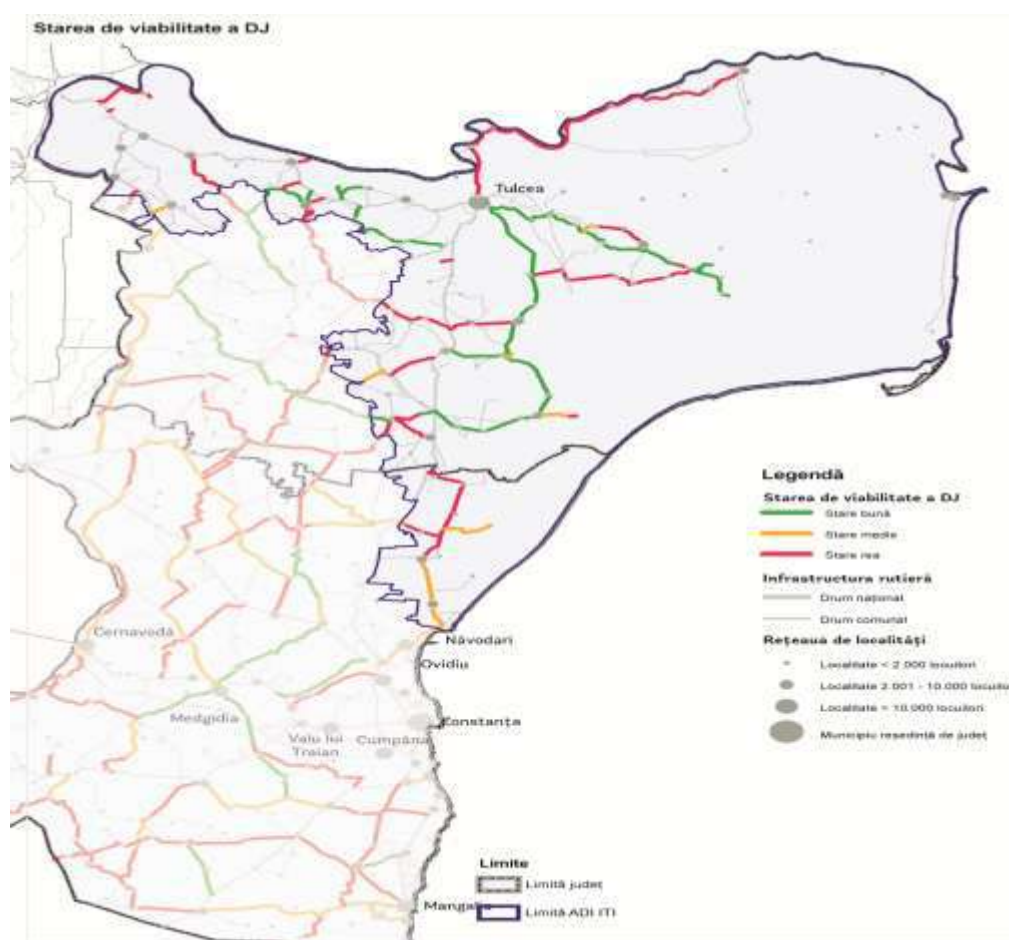 Starea de viabilitate a DJ
Tulcea
Legendă
Starea de viabilitate a DJ
Stare bună
Stare medie
Stare rea
Infrastructura rutieră
Drum național
Drum comunal
Rețeaua de localități
Localitate < 2.000 locuitori
Localitate 2.001 - 10.000 locuito
Localitate > 10.000 locuitori
Municipiu reședință de județ
Cernavodă
Năvodari
Ovidiu
Medgidia
Constanța
Valu lui
Traian
Cumpăna
Mangalia
Limite
Limită județ
Limită ADI ITI